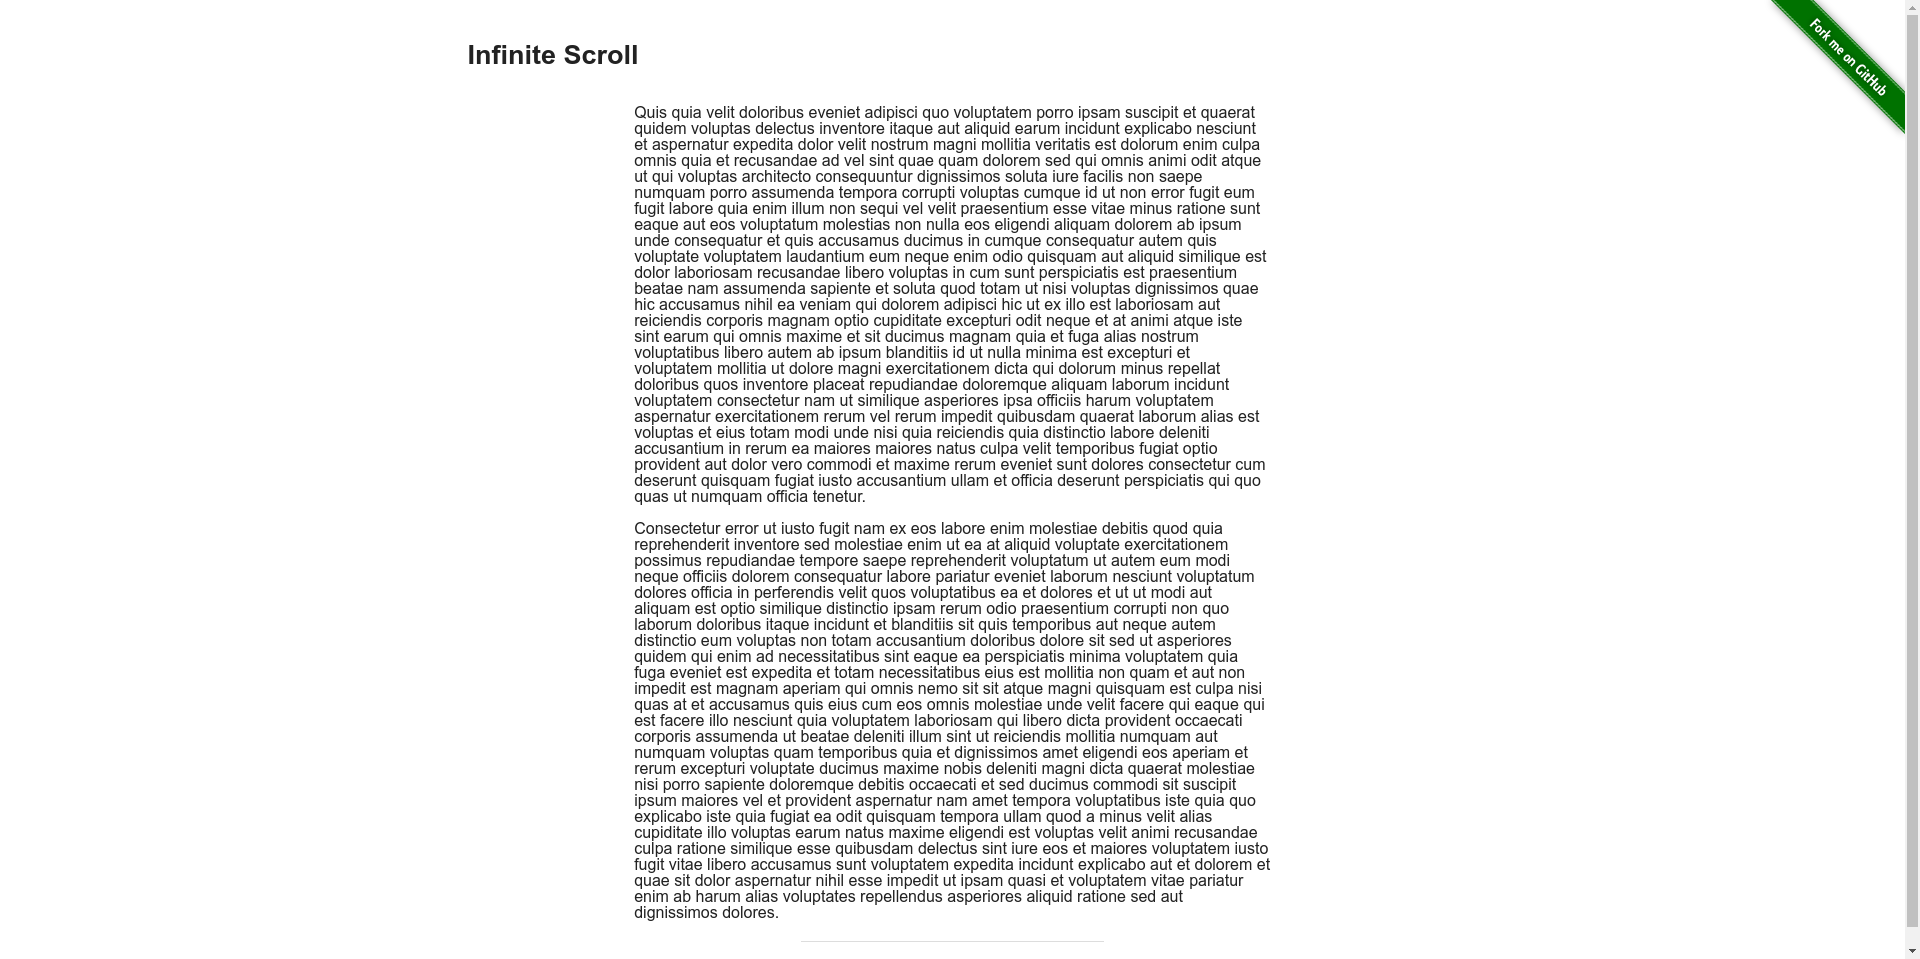 Infinite Scroll
Fork me on GitHub
Quis quia velit doloribus eveniet adipisci quo voluptatem porro ipsam suscipit et quaerat
quidem voluptas delectus inventore itaque aut aliquid earum incidunt explicabo nesciunt
et aspernatur expedita dolor velit nostrum magni mollitia veritatis est dolorum enim culpa
omnis quia et recusandae ad vel sint quae quam dolorem sed qui omnis animi odit atque
ut qui voluptas architecto consequuntur dignissimos soluta iure facilis non saepe
numquam porro assumenda tempora corrupti voluptas cumque id ut non error fugit eum
fugit labore quia enim illum non sequi vel velit praesentium esse vitae minus ratione sunt
eaque aut eos voluptatum molestias non nulla eos eligendi aliquam dolorem ab ipsum
unde consequatur et quis accusamus ducimus in cumque consequatur autem quis
voluptate voluptatem laudantium eum neque enim odio quisquam aut aliquid similique est
dolor laboriosam recusandae libero voluptas in cum sunt perspiciatis est praesentium
beatae nam assumenda sapiente et soluta quod totam ut nisi voluptas dignissimos quae
hic accusamus nihil ea veniam qui dolorem adipisci hic ut ex illo est laboriosam aut
reiciendis corporis magnam optio cupiditate excepturi odit neque et at animi atque iste
sint earum qui omnis maxime et sit ducimus magnam quia et fuga alias nostrum
voluptatibus libero autem ab ipsum blanditiis id ut nulla minima est excepturi et
voluptatem mollitia ut dolore magni exercitationem dicta qui dolorum minus repellat
doloribus quos inventore placeat repudiandae doloremque aliquam laborum incidunt
voluptatem consectetur nam ut similique asperiores ipsa officiis harum voluptatem
aspernatur exercitationem rerum vel rerum impedit quibusdam quaerat laborum alias est
voluptas et eius totam modi unde nisi quia reiciendis quia distinctio labore deleniti
accusantium in rerum ea maiores maiores natus culpa velit temporibus fugiat optio
provident aut dolor vero commodi et maxime rerum eveniet sunt dolores consectetur cum
deserunt quisquam fugiat iusto accusantium ullam et officia deserunt perspiciatis qui quo
quas ut numquam officia tenetur.
Consectetur error ut iusto fugit nam ex eos labore enim molestiae debitis quod quia
reprehenderit inventore sed molestiae enim ut ea at aliquid voluptate exercitationem
possimus repudiandae tempore saepe reprehenderit voluptatum ut autem eum modi
neque officiis dolorem consequatur labore pariatur eveniet laborum nesciunt voluptatum
dolores officia in perferendis velit quos voluptatibus ea et dolores et ut ut modi aut
aliquam est optio similique distinctio ipsam rerum odio praesentium corrupti non quo
laborum doloribus itaque incidunt et blanditiis sit quis temporibus aut neque autem
distinctio eum voluptas non totam accusantium doloribus dolore sit sed ut asperiores
quidem qui enim ad necessitatibus sint eaque ea perspiciatis minima voluptatem quia
fuga eveniet est expedita et totam necessitatibus eius est mollitia non quam et aut non
impedit est magnam aperiam qui omnis nemo sit sit atque magni quisquam est culpa nisi
quas at et accusamus quis eius cum eos omnis molestiae unde velit facere qui eaque qui
est facere illo nesciunt quia voluptatem laboriosam qui libero dicta provident occaecati
corporis assumenda ut beatae deleniti illum sint ut reiciendis mollitia numquam aut
numquam voluptas quam temporibus quia et dignissimos amet eligendi eos aperiam et
rerum excepturi voluptate ducimus maxime nobis deleniti magni dicta quaerat molestiae
nisi porro sapiente doloremque debitis occaecati et sed ducimus commodi sit suscipit
ipsum maiores vel et provident aspernatur nam amet tempora voluptatibus iste quia quo
explicabo iste quia fugiat ea odit quisquam tempora ullam quod a minus velit alias
cupiditate illo voluptas earum natus maxime eligendi est voluptas velit animi recusandae
culpa ratione similique esse quibusdam delectus sint iure eos et maiores voluptatem iusto
fugit vitae libero accusamus sunt voluptatem expedita incidunt explicabo aut et dolorem et
quae sit dolor aspernatur nihil esse impedit ut ipsam quasi et voluptatem vitae pariatur
enim ab harum alias voluptates repellendus asperiores aliquid ratione sed aut
dignissimos dolores.